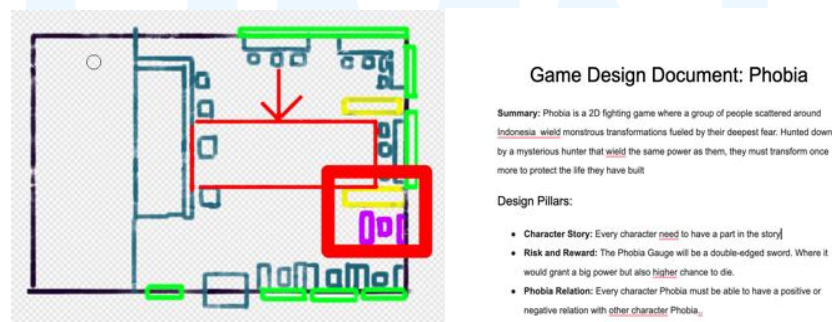 Game Design Document: Phobia
Summary: Phobia is a 2D fighting game where a group of people scattered around
Indonesia wield monstrous transformations fueled by their deepest fear. Hunted down
by a mysterious hunter that wield the same power as them, they must transform once
more to protect the life they have built
Design Pillars:
● Character Story: Every character need to have a part in the story
● Risk and Reward: The Phobia Gauge will be a double-edged sword. Where it
would grant a big power but also higher chance to die.
● Phobia Relation: Every character Phobia must be able to have a positive or
negative relation with other character Phobia..